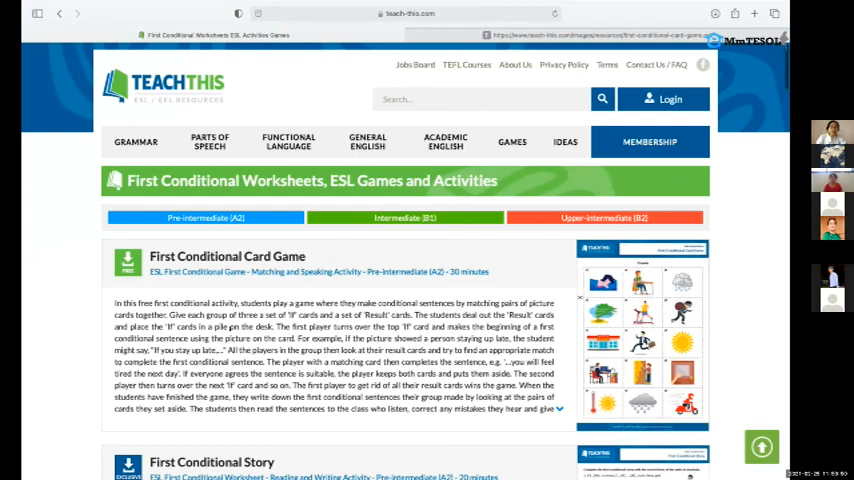 teach-this.com
First Conditional Worksheets ESL Activities Games
https://www.teach-this.com/images/resources/first-conditional-card-game.p
MmTESOL
Jobs Board TEFL Courses About Us Privacy Policy Terms Contact Us / FAQ
TEACHTHIS
ESL / EFL RESOURCES
Search...
Login
GRAMMAR
PARTS OF
SPEECH
FUNCTIONAL
LANGUAGE
GENERAL
ENGLISH
ACADEMIC
ENGLISH
GAMES
IDEAS
MEMBERSHIP
First Conditional Worksheets, ESL Games and Activities
Pre-intermediate (A2) Intermediate (B1) Upper-intermediate (B2)
FREE
First Conditional Card Game
ESL First Conditional Game - Matching and Speaking Activity - Pre-intermediate (A2) - 30 minutes
In this free first conditional activity, students play a game where they make conditional sentences by matching pairs of picture
cards together. Give each group of three a set of 'If' cards and a set of 'Result' cards. The students deal out the 'Result' cards
and place the 'If' cards in a pile on the desk. The first player turns over the top 'If' card and makes the beginning of a first
conditional sentence using the picture on the card. For example, if the picture showed a person staying up late, the student
might say, "If you stay up late,..." All the players in the group then look at their result cards and try to find an appropriate match
to complete the first conditional sentence. The player with a matching card then completes the sentence, e.g. '...you will feel
tired the next day'. If everyone agrees the sentence is suitable, the player keeps both cards and puts them aside. The second
player then turns over the next 'If' card and so on. The first player to get rid of all their result cards wins the game. When the
students have finished the game, they write down the first conditional sentences their group made by looking at the pairs of
cards they set aside. The students then read the sentences to the class who listen, correct any mistakes they hear and give
EXCLUSIVE
First Conditional Story
ESL First Conditional Worksheet - Reading and Writing Activity - Pre-intermediate (A2) - 20 minutes